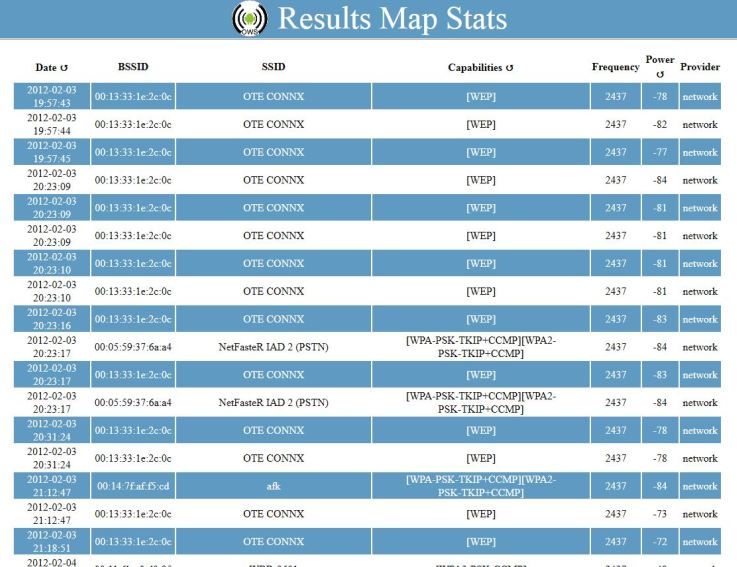 OWS
Results Map Stats
Date ↺ BSSID SSID Capabilities ↺ Frequency Power ↺ Provider
2012-02-03 19:57:43 00:13:33:1e:2c:0c OTE CONNX [WEP] 2437 -78 network
2012-02-03 19:57:44 00:13:33:1e:2c:0c OTE CONNX [WEP] 2437 -82 network
2012-02-03 19:57:45 00:13:33:1e:2c:0c OTE CONNX [WEP] 2437 -77 network
2012-02-03 20:23:09 00:13:33:1e:2c:0c OTE CONNX [WEP] 2437 -84 network
2012-02-03 20:23:09 00:13:33:1e:2c:0c OTE CONNX [WEP] 2437 -81 network
2012-02-03 20:23:09 00:13:33:1e:2c:0c OTE CONNX [WEP] 2437 -81 network
2012-02-03 20:23:10 00:13:33:1e:2c:0c OTE CONNX [WEP] 2437 -81 network
2012-02-03 20:23:10 00:13:33:1e:2c:0c OTE CONNX [WEP] 2437 -81 network
2012-02-03 20:23:16 00:13:33:1e:2c:0c OTE CONNX [WEP] 2437 -83 network
2012-02-03 20:23:17 00:05:59:37:6a:a4 NetFasteR IAD 2 (PSTN) [WPA-PSK-TKIP+CCMP][WPA2-PSK-TKIP+CCMP] 2437 -84 network
2012-02-03 20:23:17 00:13:33:1e:2c:0c OTE CONNX [WEP] 2437 -83 network
2012-02-03 20:23:17 00:05:59:37:6a:a4 NetFasteR IAD 2 (PSTN) [WPA-PSK-TKIP+CCMP][WPA2-PSK-TKIP+CCMP] 2437 -84 network
2012-02-03 20:31:24 00:13:33:1e:2c:0c OTE CONNX [WEP] 2437 -78 network
2012-02-03 20:31:24 00:13:33:1e:2c:0c OTE CONNX [WEP] 2437 -78 network
2012-02-03 21:12:47 00:14:7f:af:f5:cd afk [WPA-PSK-TKIP+CCMP][WPA2-PSK-TKIP+CCMP] 2437 -84 network
2012-02-03 21:12:47 00:13:33:1e:2c:0c OTE CONNX [WEP] 2437 -73 network
2012-02-03 21:18:51 00:13:33:1e:2c:0c OTE CONNX [WEP] 2437 -72 network
2012-02-04